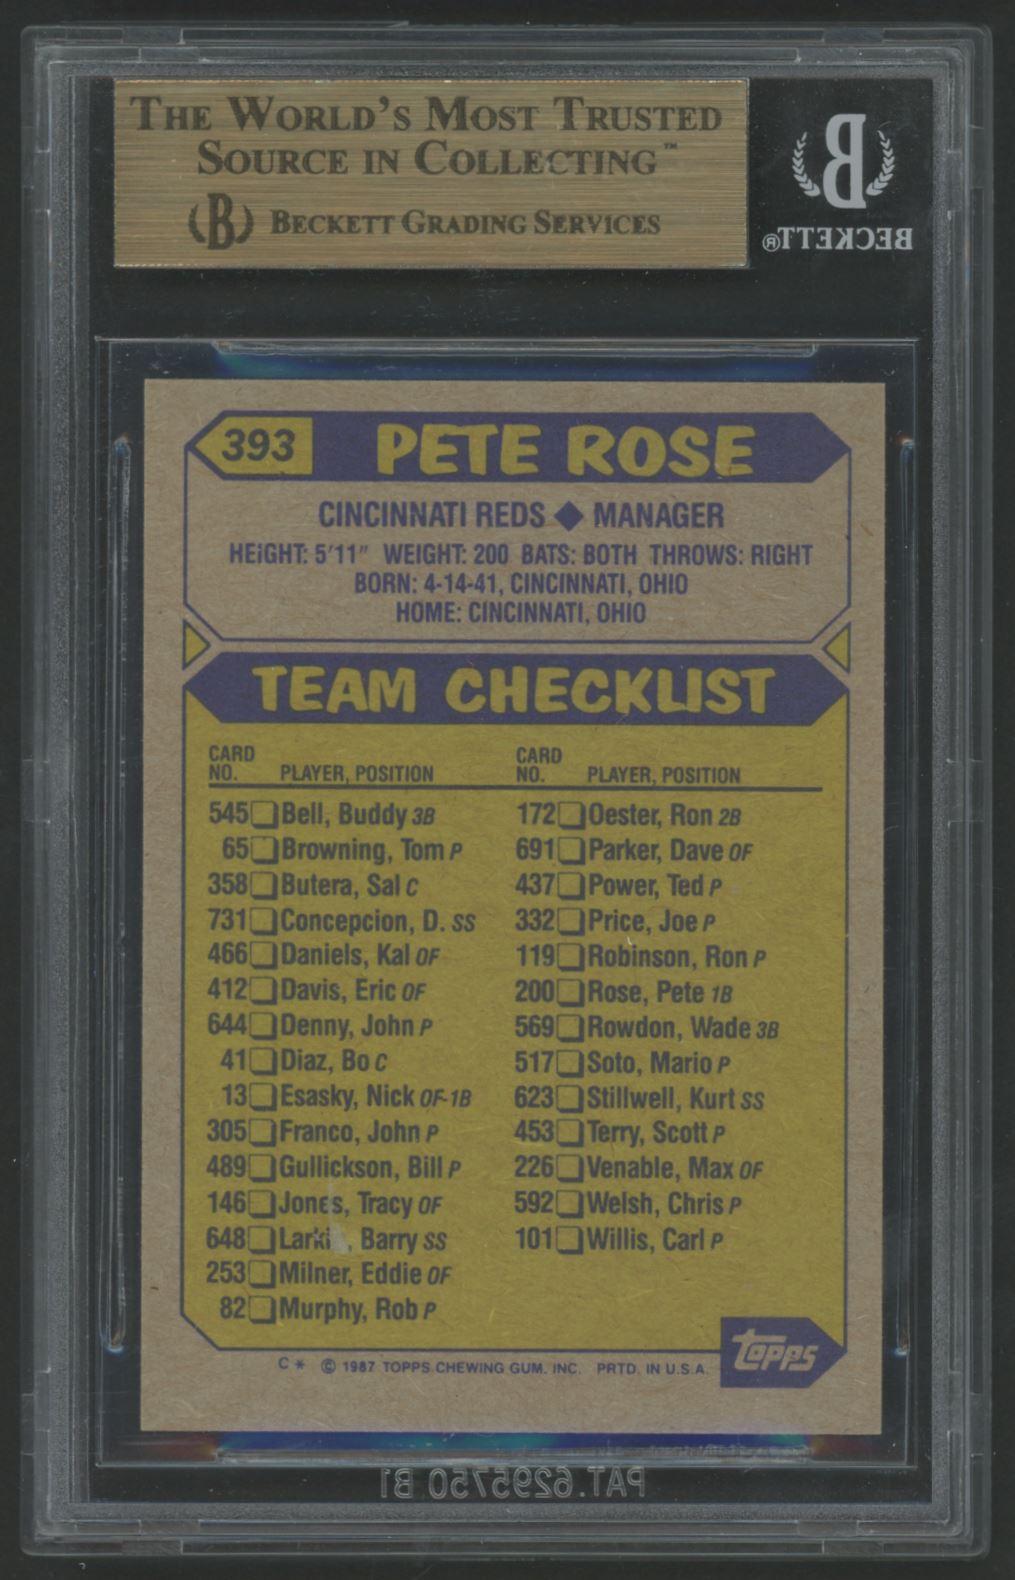 THE WORLD'S MOST TRUSTED
SOURCE IN COLLECTING™
B BECKETT GRADING SERVICES
B
BECKETT®
393 PETE ROSE
CINCINNATI REDS ◆ MANAGER
HEIGHT: 5'11" WEIGHT: 200 BATS: BOTH THROWS: RIGHT
BORN: 4-14-41, CINCINNATI, OHIO
HOME: CINCINNATI, OHIO
TEAM CHECKLIST
CARD NO. PLAYER, POSITION
545 Bell, Buddy 3B
65 Browning, Tom P
358 Butera, Sal C
731 Concepcion, D. SS
466 Daniels, Kal OF
412 Davis, Eric OF
644 Denny, John P
41 Diaz, Bo C
13 Esasky, Nick OF-1B
305 Franco, John P
489 Gullickson, Bill P
146 Jones, Tracy OF
648 Larkin, Barry SS
253 Milner, Eddie OF
82 Murphy, Rob P
CARD NO. PLAYER, POSITION
172 Oester, Ron 2B
691 Parker, Dave OF
437 Power, Ted P
332 Price, Joe P
119 Robinson, Ron P
200 Rose, Pete 1B
569 Rowdon, Wade 3B
517 Soto, Mario P
623 Stillwell, Kurt SS
453 Terry, Scott P
226 Venable, Max OF
592 Welsh, Chris P
101 Willis, Carl P
C* © 1987 TOPPS CHEWING GUM. INC. PRTD. IN U.S.A.
topps
PAT.6295750 B1